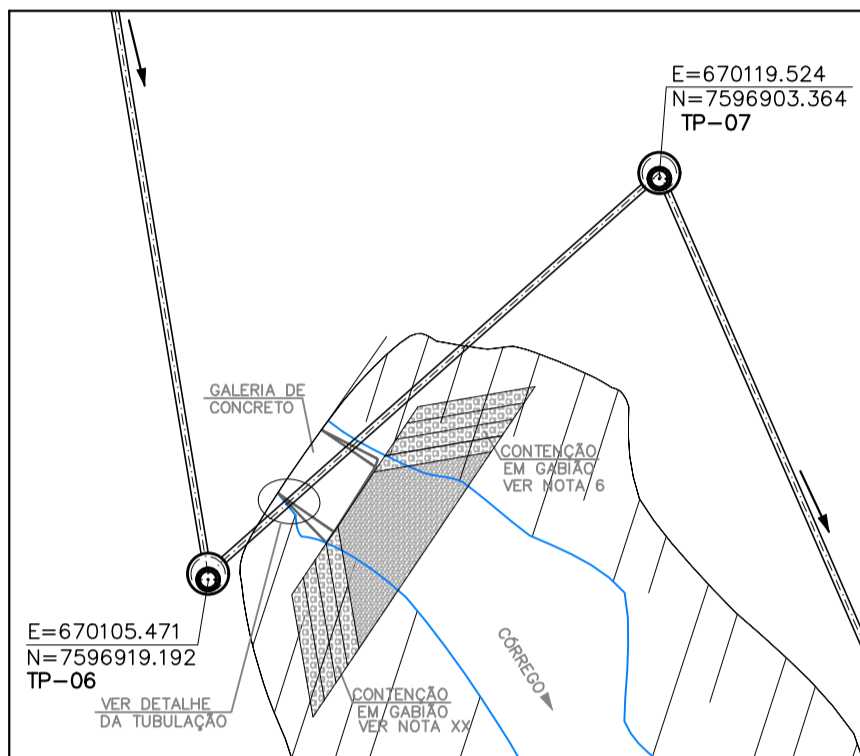 E=670119.524
N=7596903.364
TP-07
GALERIA DE
CONCRETO
CONTENÇÃO
EM GABIÃO
VER NOTA 6
E=670105.471
N=7596919.192
TP-06
VER DETALHE
DA TUBULAÇÃO
CONTENÇÃO
EM GABIÃO
VER NOTA XX
CÓRREGO